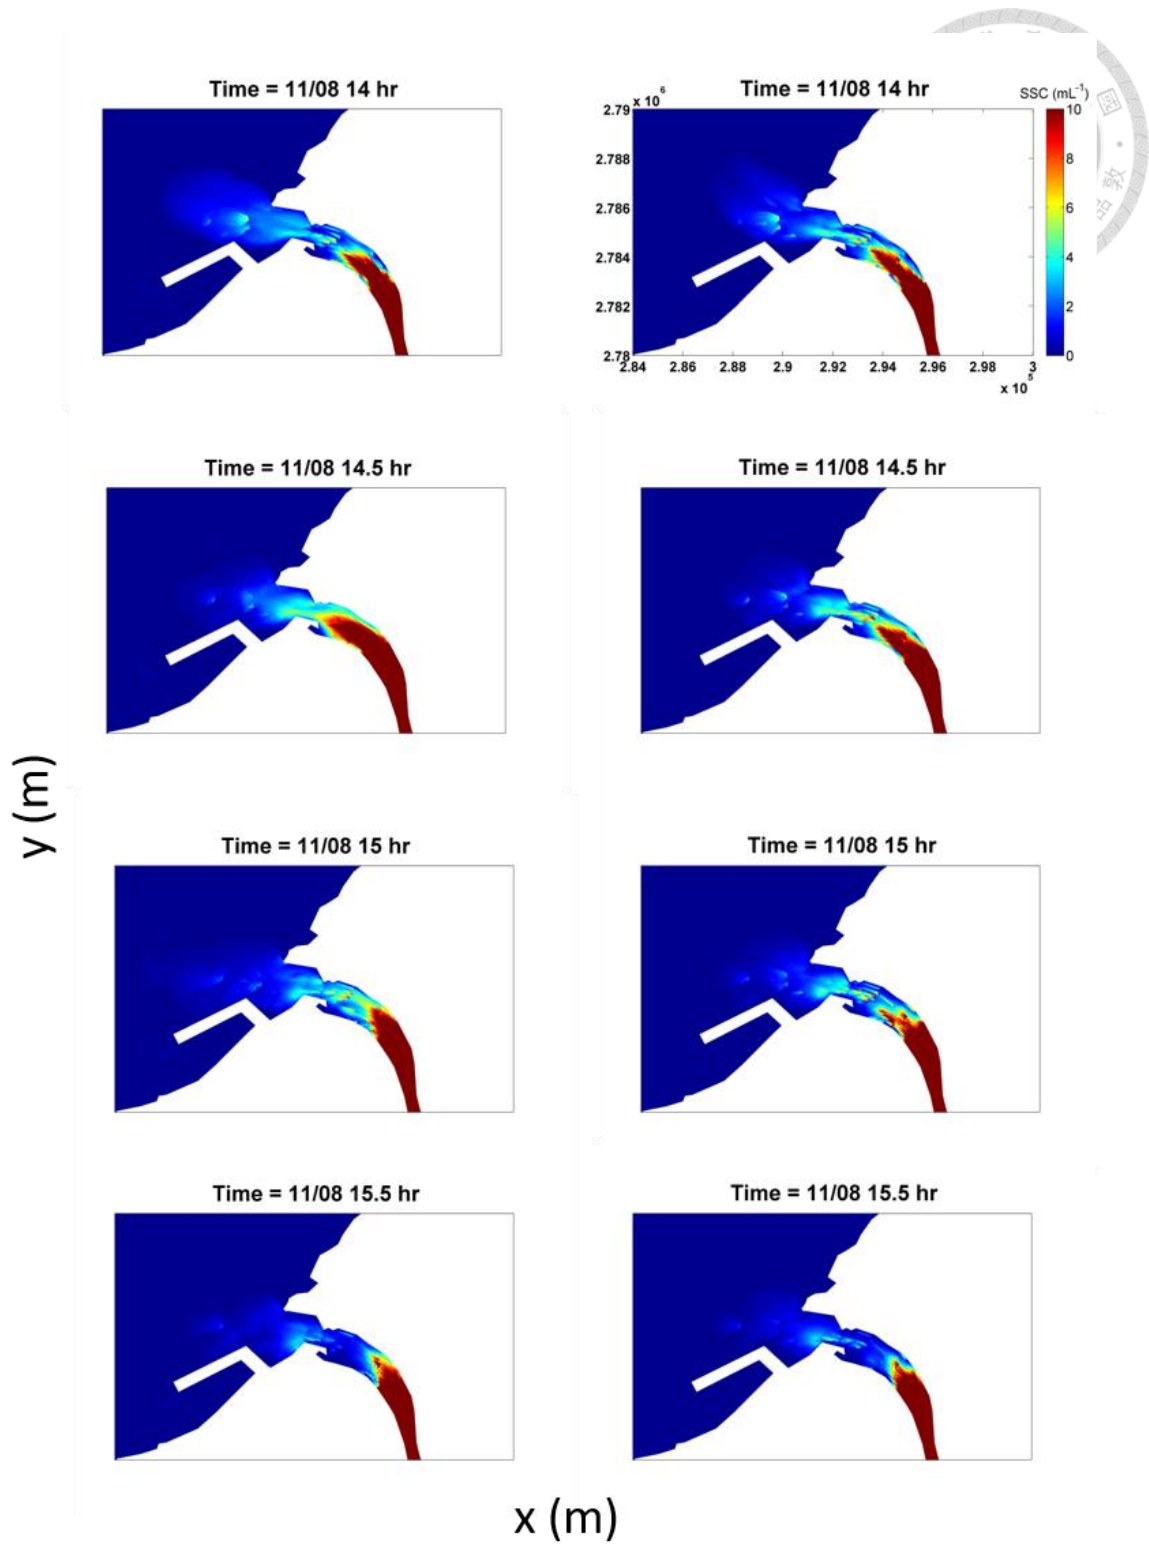 Time = 11/08 14 hr
Time = 11/08 14 hr
SSC (mL⁻¹)
x 10⁶
2.79
2.788
2.786
2.784
2.782
2.78
10
8
6
4
2
0
2.84 2.86 2.88 2.9 2.92 2.94 2.96 2.98 3
x 10⁵
Time = 11/08 14.5 hr
Time = 11/08 14.5 hr
y (m)
Time = 11/08 15 hr
Time = 11/08 15 hr
Time = 11/08 15.5 hr
Time = 11/08 15.5 hr
x (m)